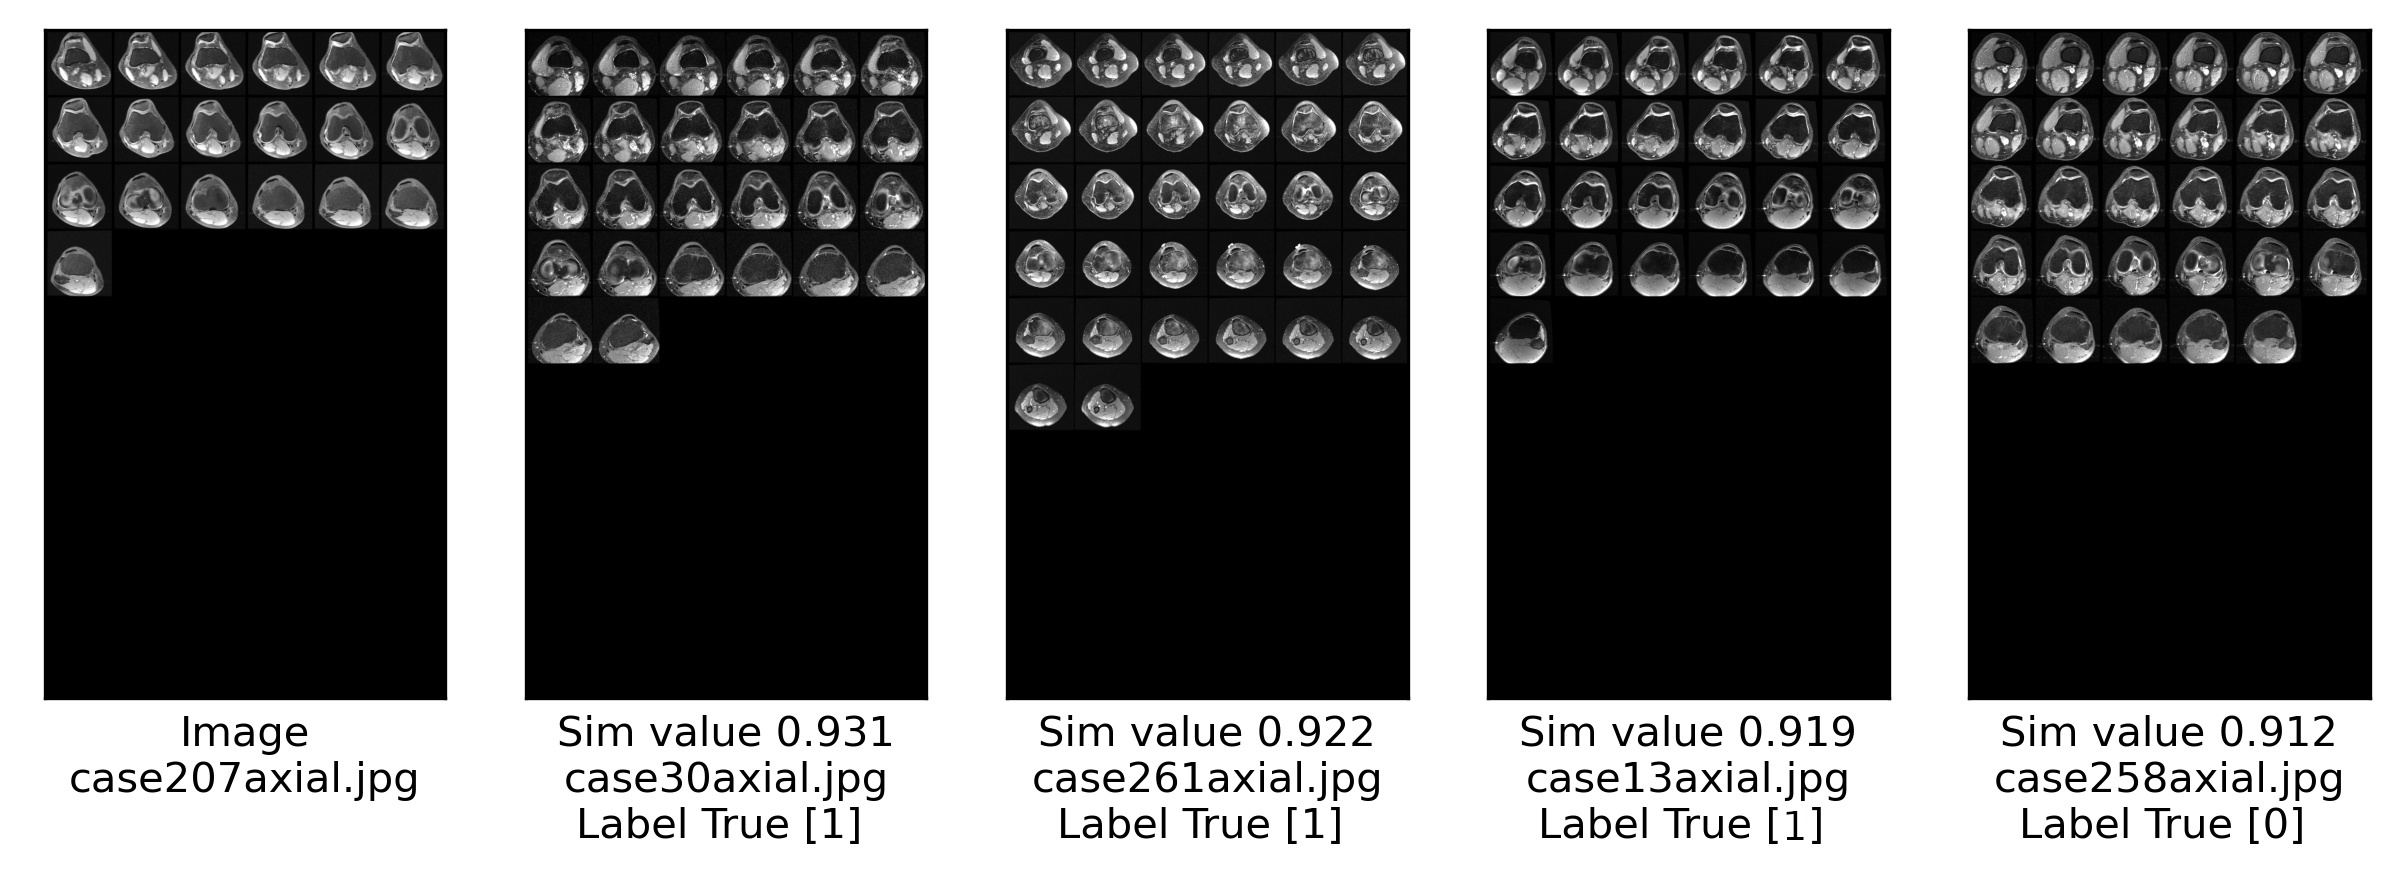 Image
case207axial.jpg
Sim value 0.931
case30axial.jpg
Label True [1]
Sim value 0.922
case261axial.jpg
Label True [1]
Sim value 0.919
case13axial.jpg
Label True [1]
Sim value 0.912
case258axial.jpg
Label True [0]